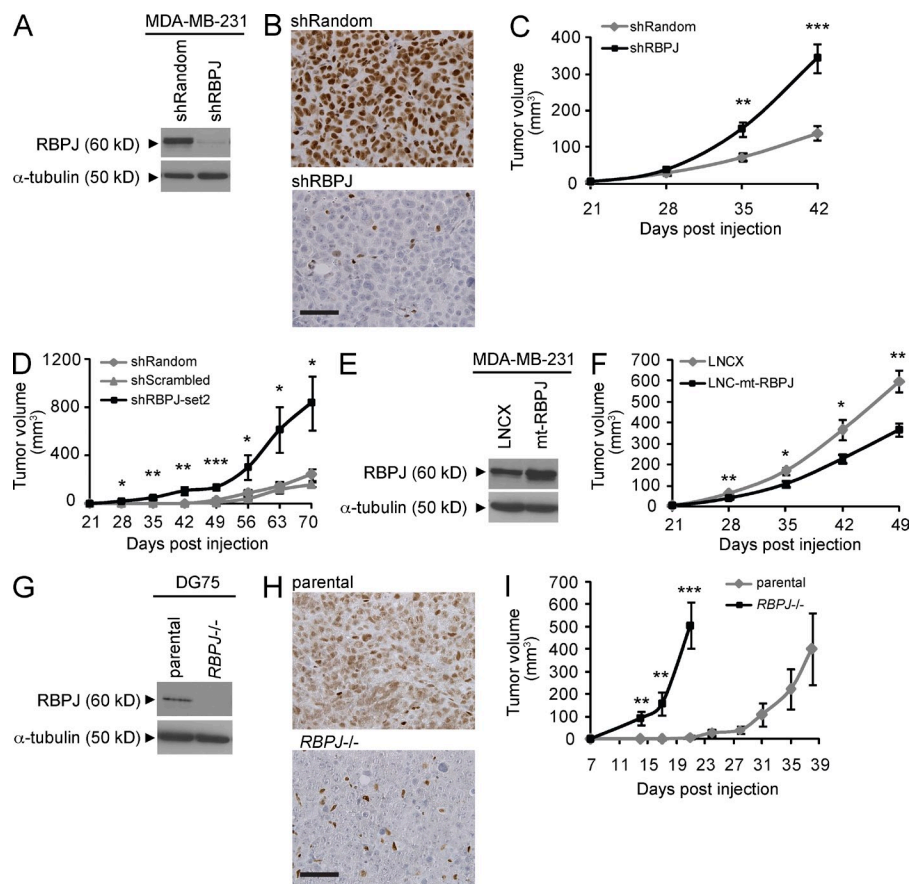 A
MDA-MB-231
shRandom
shRBPJ
RBPJ (60 kD)
α-tubulin (50 kD)
B
shRandom
shRBPJ
C
shRandom
shRBPJ
Tumor volume
(mm3)
400
300
200
100
0
**
***
21 28 35 42
Days post injection
D
shRandom
shScrambled
shRBPJ-set2
Tumor volume
(mm3)
1200
800
400
0
* ** ** *** * * *
21 28 35 42 49 56 63 70
Days post injection
E
MDA-MB-231
LNCX
mt-RBPJ
RBPJ (60 kD)
α-tubulin (50 kD)
F
LNCX
LNC-mt-RBPJ
Tumor volume
(mm3)
700
600
500
400
300
200
100
0
** * * **
21 28 35 42 49
Days post injection
G
DG75
parental
RBPJ-/-
RBPJ (60 kD)
α-tubulin (50 kD)
H
parental
RBPJ-/-
I
parental
RBPJ-/-
Tumor volume
(mm3)
700
600
500
400
300
200
100
0
** ** ***
7 11 15 19 23 27 31 35 39
Days post injection